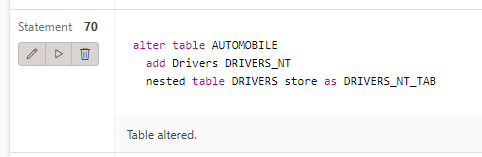 Statement 70
alter table AUTOMOBILE
add Drivers DRIVERS_NT
nested table DRIVERS store as DRIVERS_NT_TAB
Table altered.